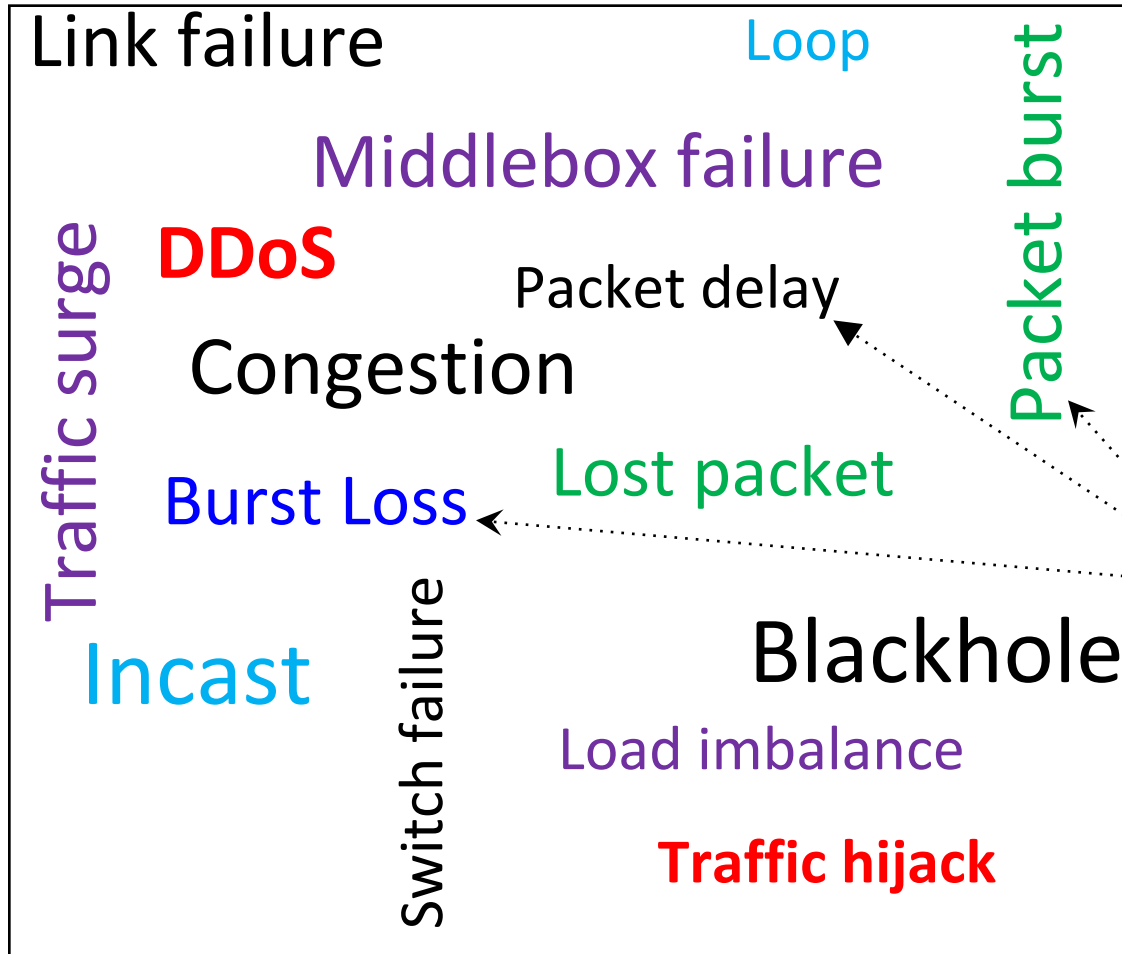 Link failure
Loop
Packet burst
Middlebox failure
Traffic surge
DDoS
Packet delay
Congestion
Lost packet
Burst Loss
Switch failure
Blackhole
Incast
Load imbalance
Traffic hijack